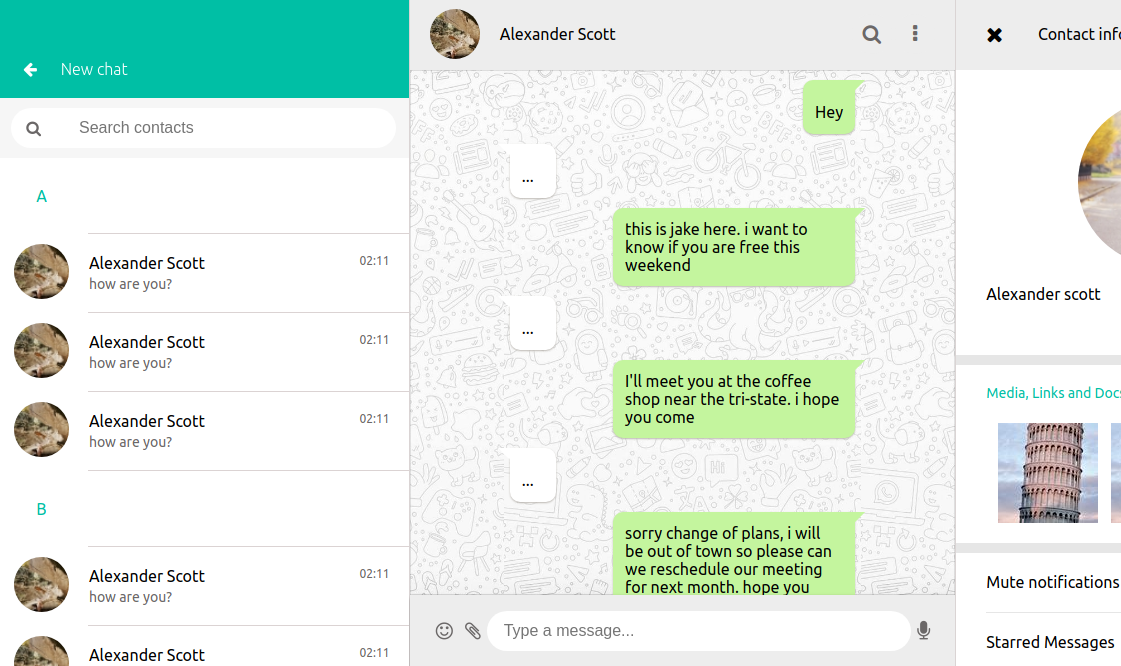 New chat
Search contacts
A
Alexander Scott
02:11
how are you?
Alexander Scott
02:11
how are you?
Alexander Scott
02:11
how are you?
B
Alexander Scott
02:11
how are you?
Alexander Scott
02:11
Alexander Scott
Hey
...
this is jake here. i want to
know if you are free this
weekend
...
I'll meet you at the coffee
shop near the tri-state. i hope
you come
...
sorry change of plans, i will
be out of town so please can
we reschedule our meeting
for next month. hope you
Type a message...
Contact info
Alexander scott
Media, Links and Docs
Mute notifications
Starred Messages